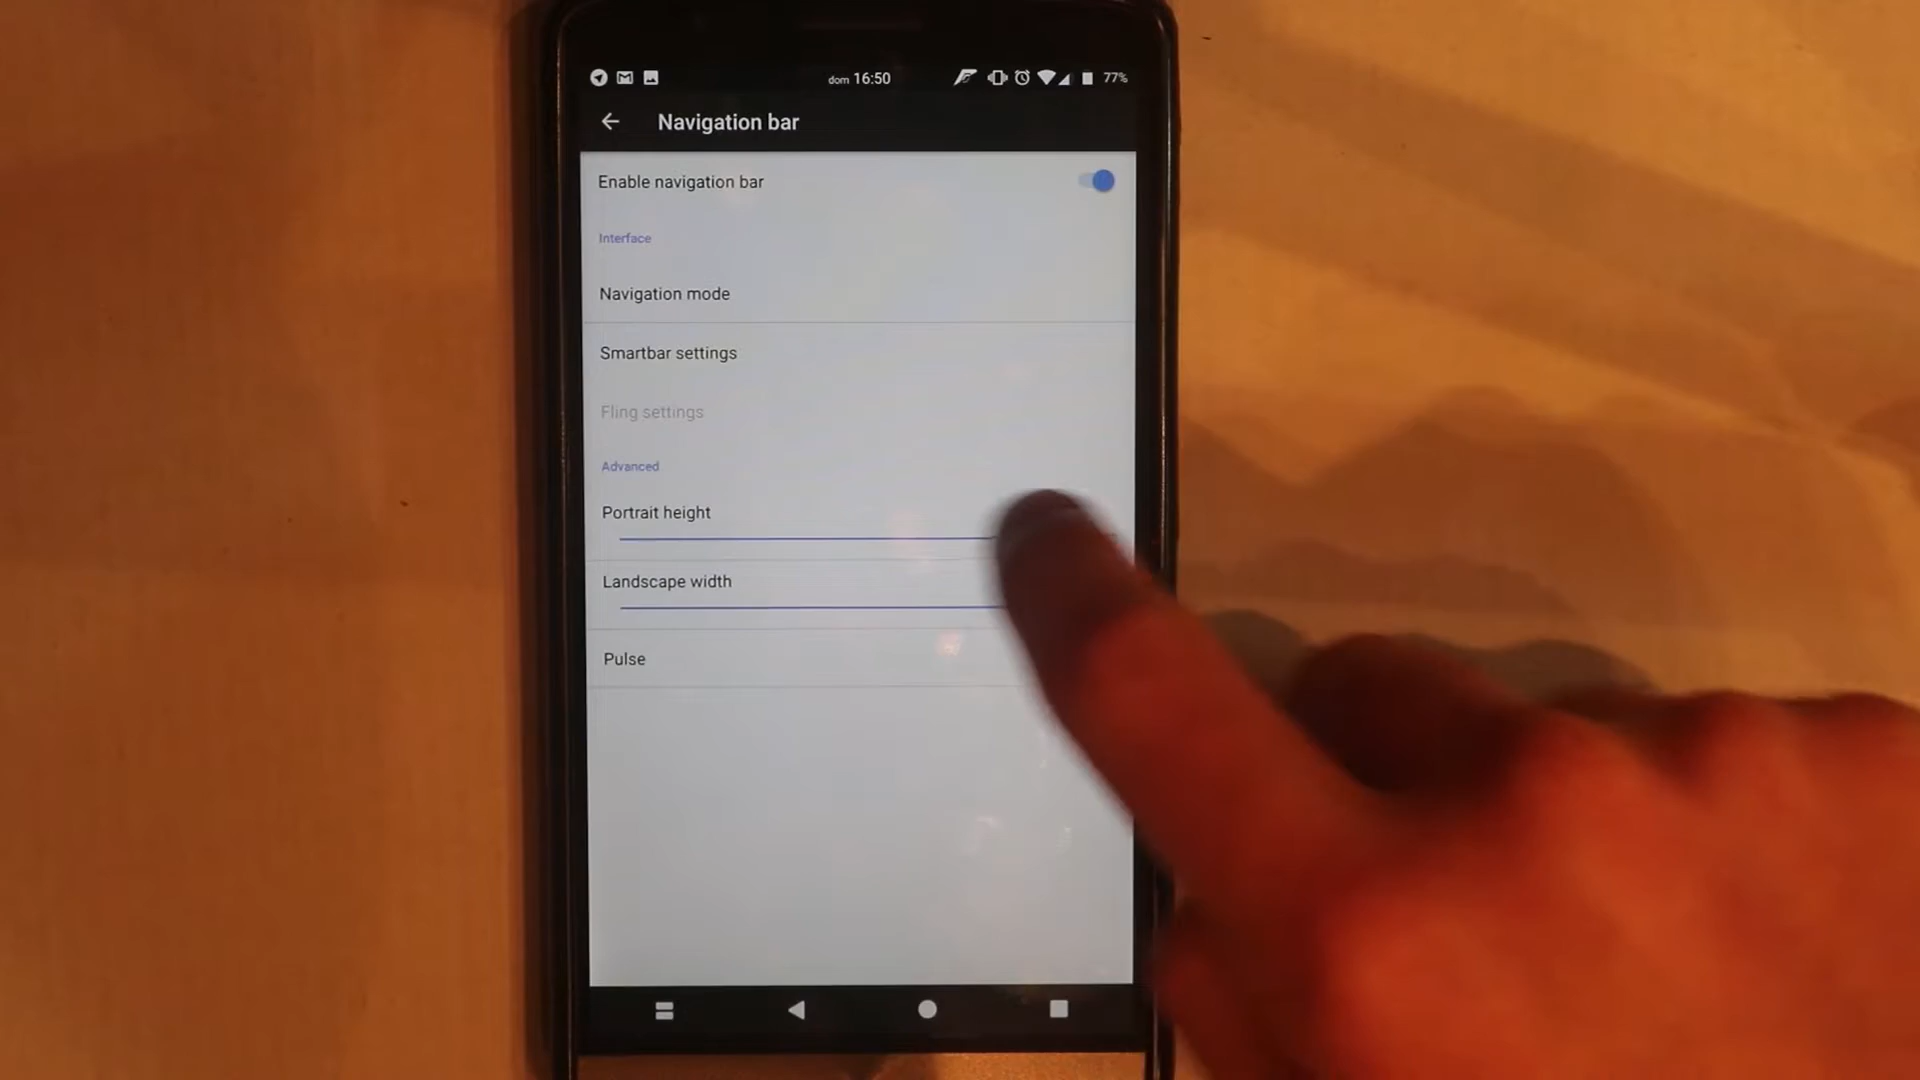 dom 16:50 77%
Navigation bar
Enable navigation bar
Interface
Navigation mode
Smartbar settings
Fling settings
Advanced
Portrait height
Landscape width
Pulse